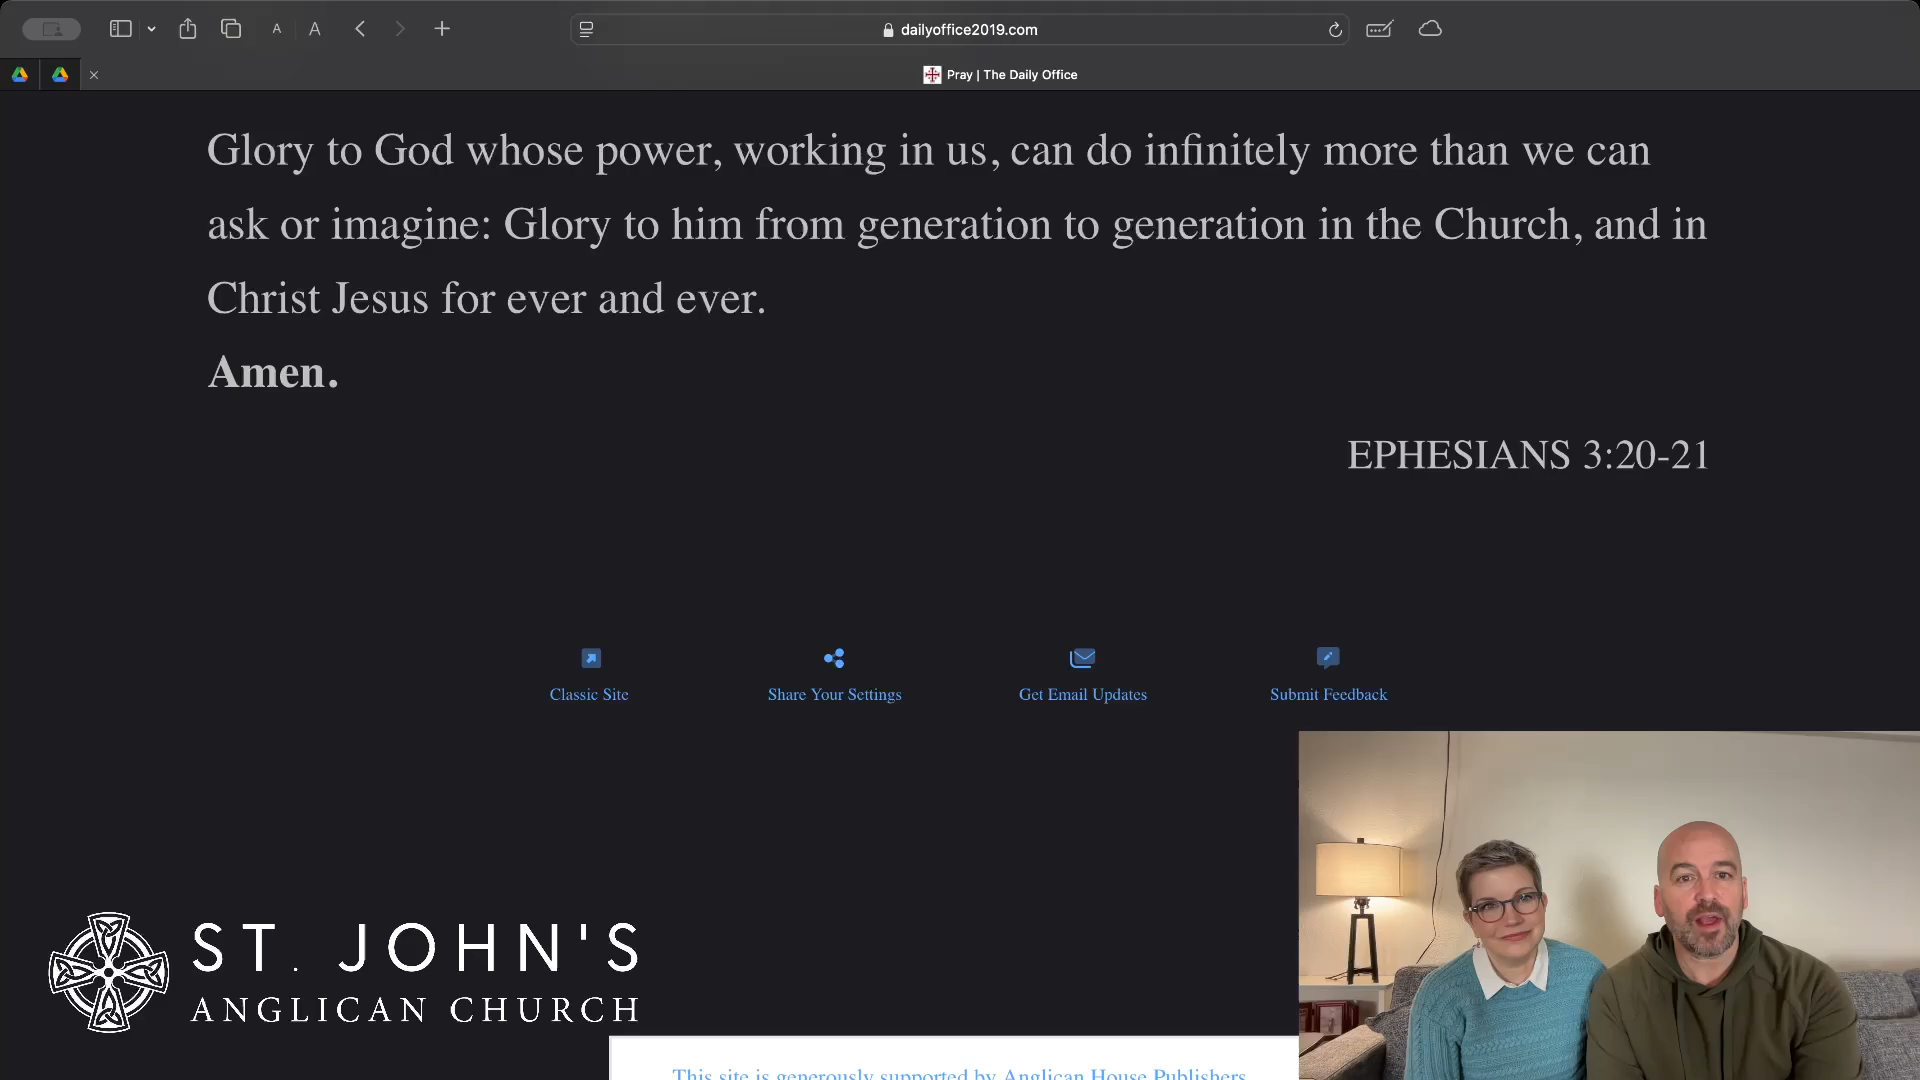 A A
dailyoffice2019.com
Pray | The Daily Office
Glory to God whose power, working in us, can do infinitely more than we can
ask or imagine: Glory to him from generation to generation in the Church, and in
Christ Jesus for ever and ever.
Amen.
EPHESIANS 3:20-21
Classic Site
Share Your Settings
Get Email Updates
Submit Feedback
ST. JOHN'S
ANGLICAN CHURCH
This site is generously supported by Anglican House Publishers